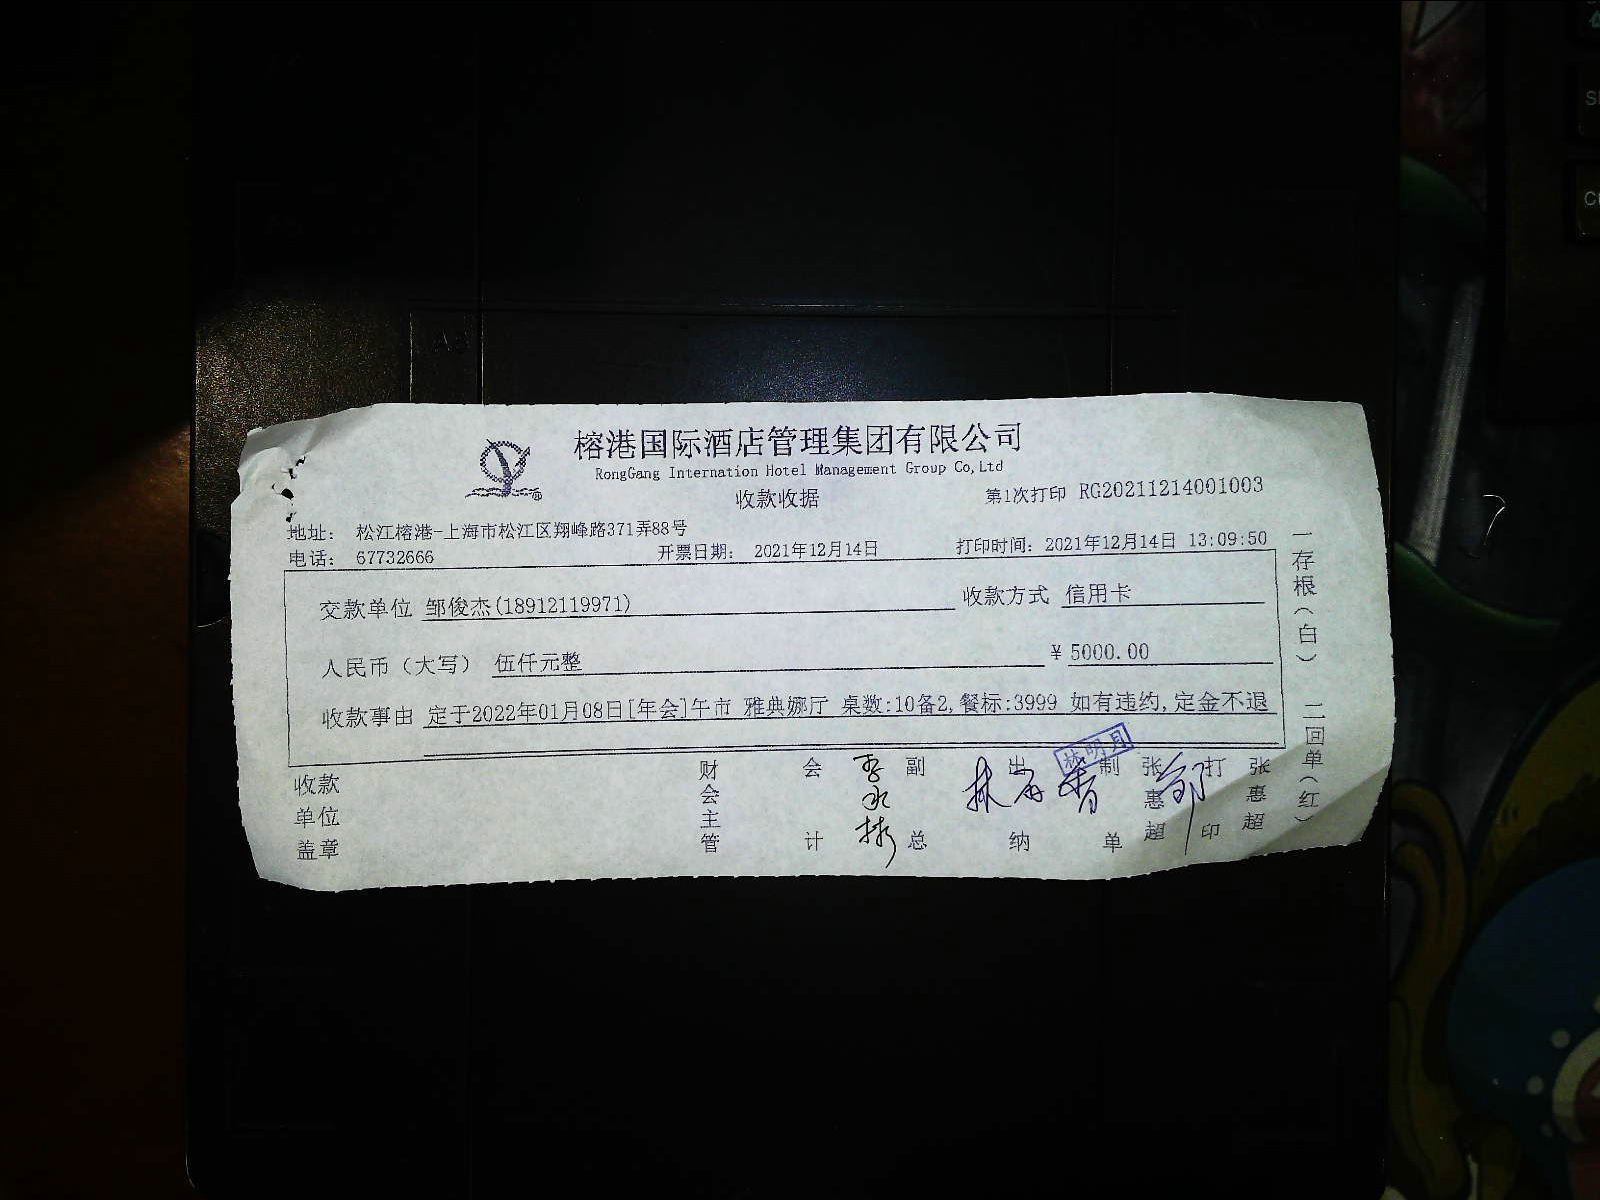 榕港国际酒店管理集团有限公司
RongGang Internation Hotel Management Group Co,Ltd
收款收据
第1次打印 RG20211214001003
地址： 松江榕港-上海市松江区翔峰路371弄88号
电话： 67732666 开票日期： 2021年12月14日 打印时间：2021年12月14日 13:09:50
交款单位 邹俊杰(18912119971) 收款方式 信用卡
人民币（大写） 伍仟元整 ¥ 5000.00
收款事由 定于2022年01月08日[年会]午市 雅典娜厅 桌数:10备2,餐标:3999 如有违约,定金不退
一存根（白）
二回单（红）
收款单位盖章
财会主管
会计
副总
出纳
林明月
制单 张惠超
打印 张惠超